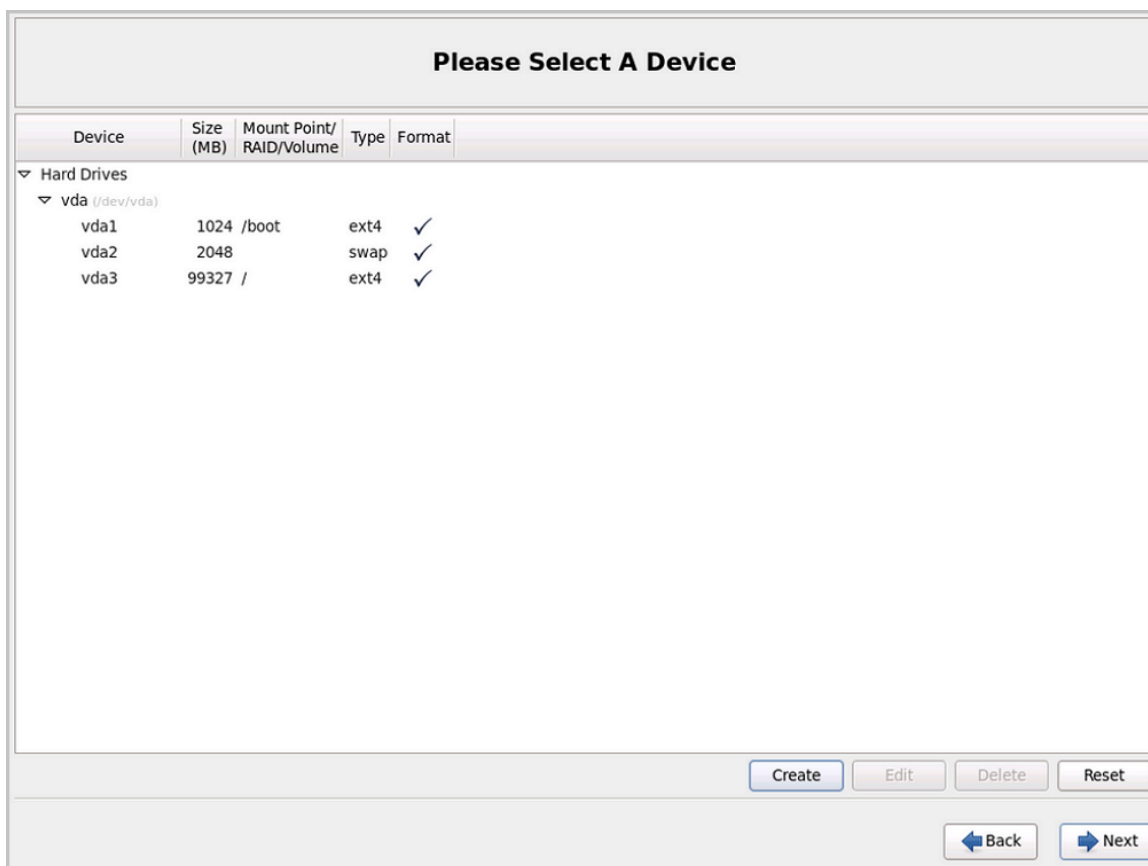 Please Select A Device
Device Size (MB) Mount Point/ RAID/Volume Type Format
Hard Drives
vda (/dev/vda)
vda1 1024 /boot ext4
vda2 2048 swap
vda3 99327 / ext4
Create Edit Delete Reset
Back Next